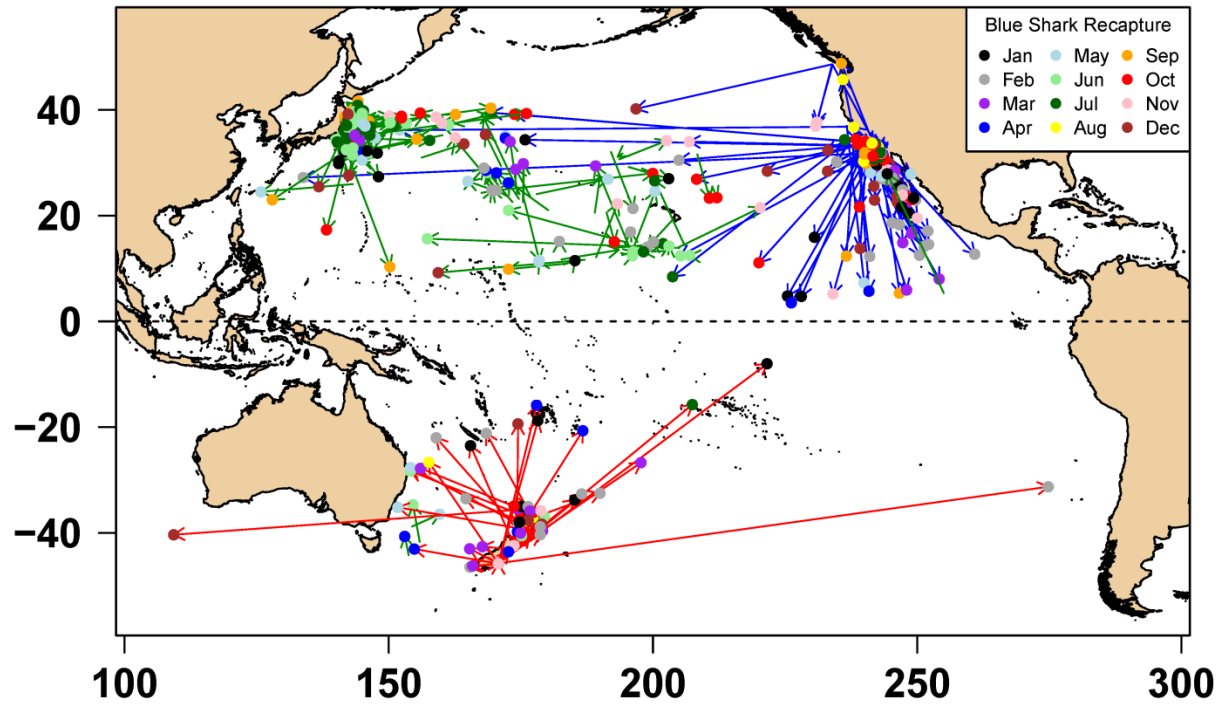 Blue Shark Recapture
Jan May Sep
Feb Jun Oct
Mar Jul Nov
Apr Aug Dec
40
20
0
−20
−40
100 150 200 250 300